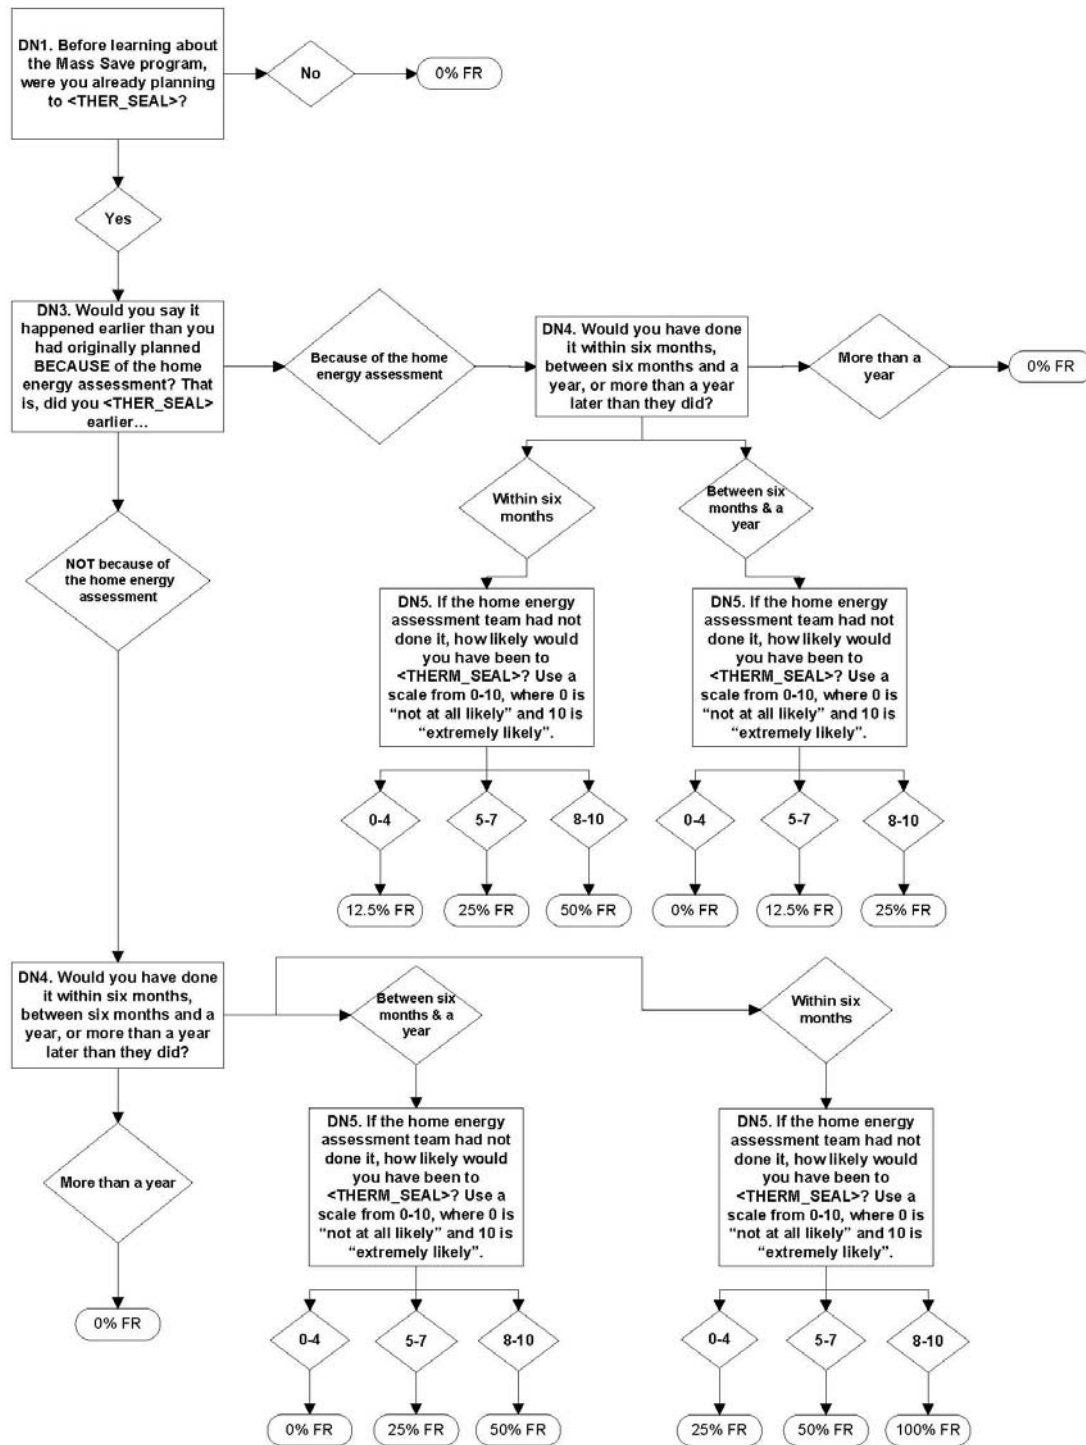 DN1. Before learning about
the Mass Save program,
were you already planning
to <THER_SEAL>?
No
0% FR
Yes
DN3. Would you say it
happened earlier than you
had originally planned
BECAUSE of the home
energy assessment? That
is, did you <THER_SEAL>
earlier…
Because of the home
energy assessment
DN4. Would you have done
it within six months,
between six months and a
year, or more than a year
later than they did?
More than a
year
0% FR
Within six
months
Between six
months & a
year
NOT because of
the home energy
assessment
DN5. If the home energy
assessment team had not
done it, how likely would
you have been to
<THERM_SEAL>? Use a
scale from 0-10, where 0 is
“not at all likely” and 10 is
“extremely likely”.
DN5. If the home energy
assessment team had not
done it, how likely would
you have been to
<THERM_SEAL>? Use a
scale from 0-10, where 0 is
“not at all likely” and 10 is
“extremely likely”.
0-4
5-7
8-10
0-4
5-7
8-10
12.5% FR
25% FR
50% FR
0% FR
12.5% FR
25% FR
DN4. Would you have done
it within six months,
between six months and a
year, or more than a year
later than they did?
Between six
months & a
year
Within six
months
More than a year
0% FR
DN5. If the home energy
assessment team had not
done it, how likely would
you have been to
<THERM_SEAL>? Use a
scale from 0-10, where 0 is
“not at all likely” and 10 is
“extremely likely”.
DN5. If the home energy
assessment team had not
done it, how likely would
you have been to
<THERM_SEAL>? Use a
scale from 0-10, where 0 is
“not at all likely” and 10 is
“extremely likely”.
0-4
5-7
8-10
0-4
5-7
8-10
0% FR
25% FR
50% FR
25% FR
50% FR
100% FR